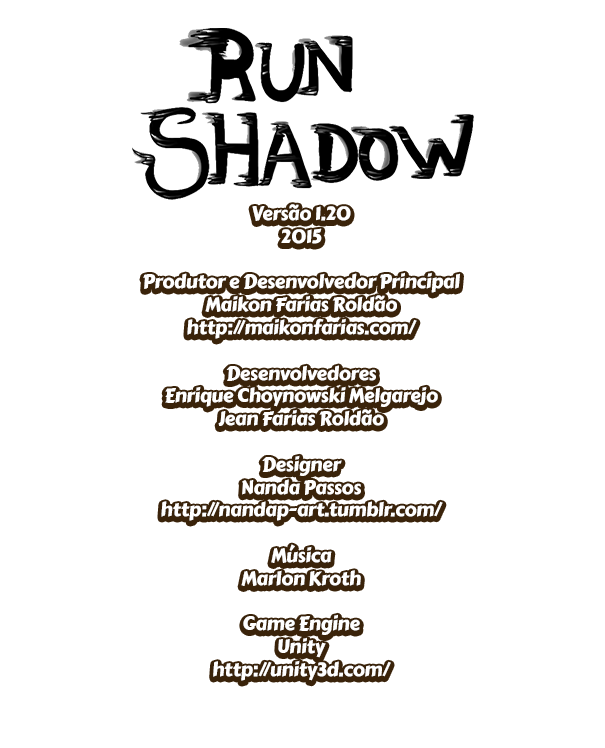 RUN
SHADOW
Versão 1.20
2015
Produtor e Desenvolvedor Principal
Maikon Farias Roldão
http://maikonfarias.com/
Desenvolvedores
Enrique Choynowski Melgarejo
Jean Farias Roldão
Designer
Nanda Passos
http://nandap-art.tumblr.com/
Música
Marlon Kroth
Game Engine
Unity
http://unity3d.com/